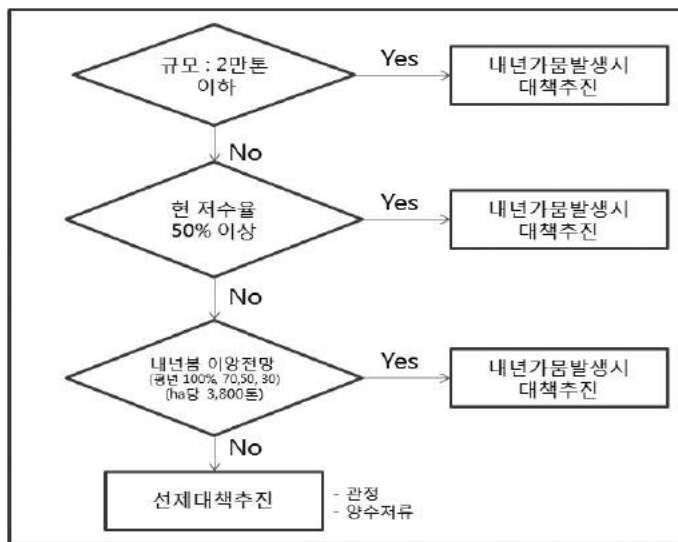 규모 : 2만톤
이하
Yes
내년가뭄발생시
대책추진
No
현 저수율
50% 이상
Yes
내년가뭄발생시
대책추진
No
내년봄 이앙전망
(평년 100%, 70,50, 30)
(ha당 3,800톤)
Yes
내년가뭄발생시
대책추진
No
선제대책추진
- 관정
- 양수저류